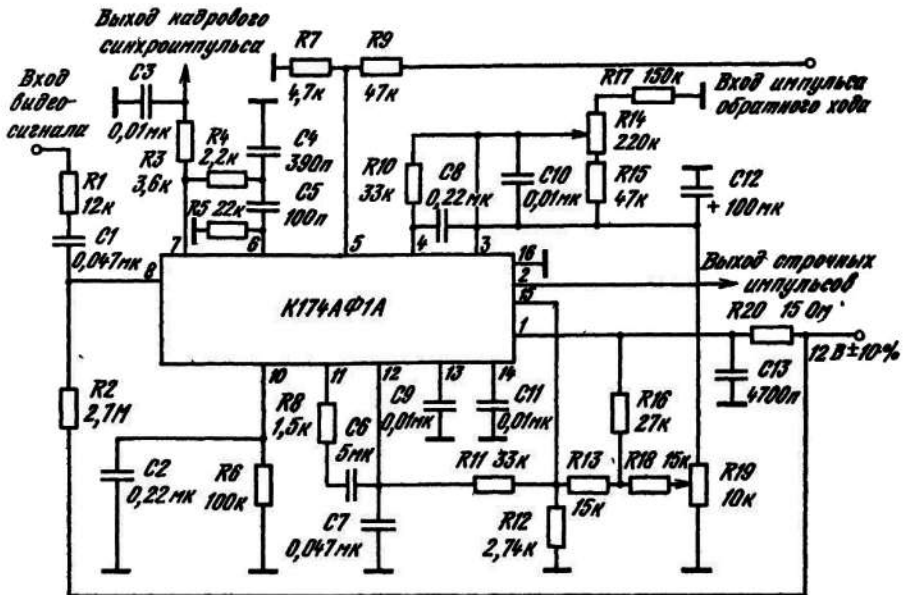 Выход кадрового
синхроимпульса
Вход
видео-
сигнала
C3
0,01мк
R3
3,6к
R4
2,2к
R5 22к
C4
390п
C5
100п
R7
4,7к
R9
47к
R17 150к
Вход импульса
обратного хода
R14
220к
R15
47к
R10
33к
C8
0,22мк
C10
0,01мк
C12
+ 100мк
R1
12к
C1
0,047мк
8
7
6
5
4
3
16
2
15
1
К174АФ1А
Выход строчных
импульсов
R20 15 Ом
12 В ±10%
C13
4700п
10
11
12
13
14
R2
2,7М
R8
1,5к
C6
5мк
C9
0,01мк
C11
0,01мк
R16
27к
R11 33к
R13
15к
R18 15к
R19
10к
C2
0,22мк
R6
100к
C7
0,047мк
R12
2,74к